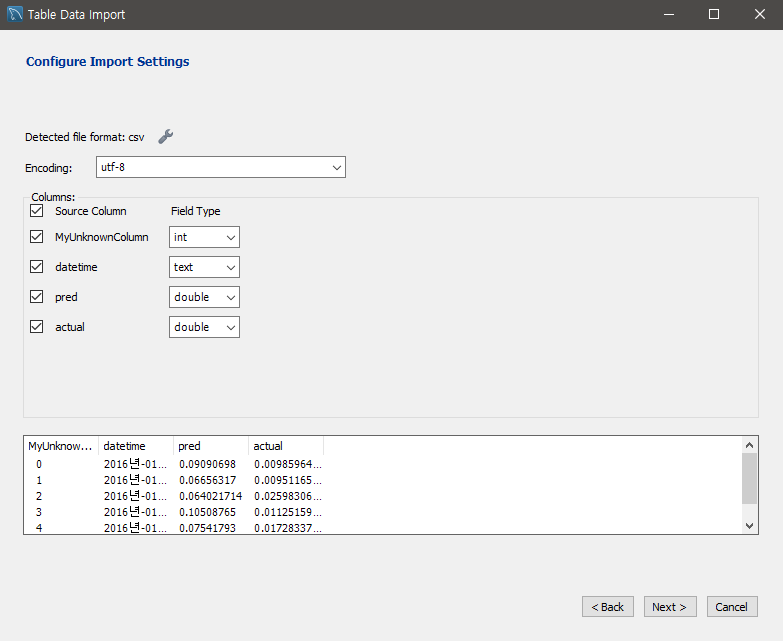 Table Data Import
Configure Import Settings
Detected file format: csv
Encoding: utf-8
Columns:
Source Column Field Type
MyUnknownColumn int
datetime text
pred double
actual double
MyUnknow... datetime pred actual
0 2016년-01... 0.09090698 0.00985964...
1 2016년-01... 0.06656317 0.00951165...
2 2016년-01... 0.064021714 0.02598306...
3 2016년-01... 0.10508765 0.01125159...
4 2016년-01... 0.07541793 0.01728337...
< Back Next > Cancel